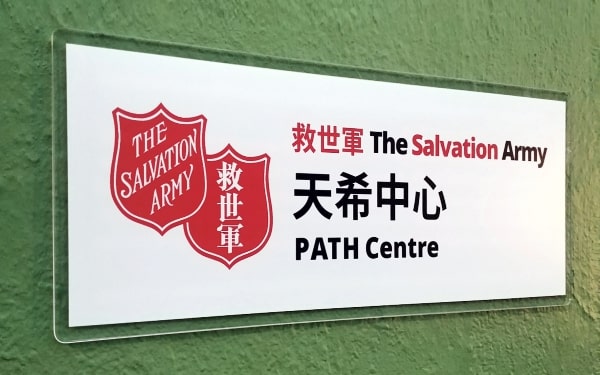 THE
SALVATION
ARMY
救世軍
救世軍 The Salvation Army
天希中心
PATH Centre